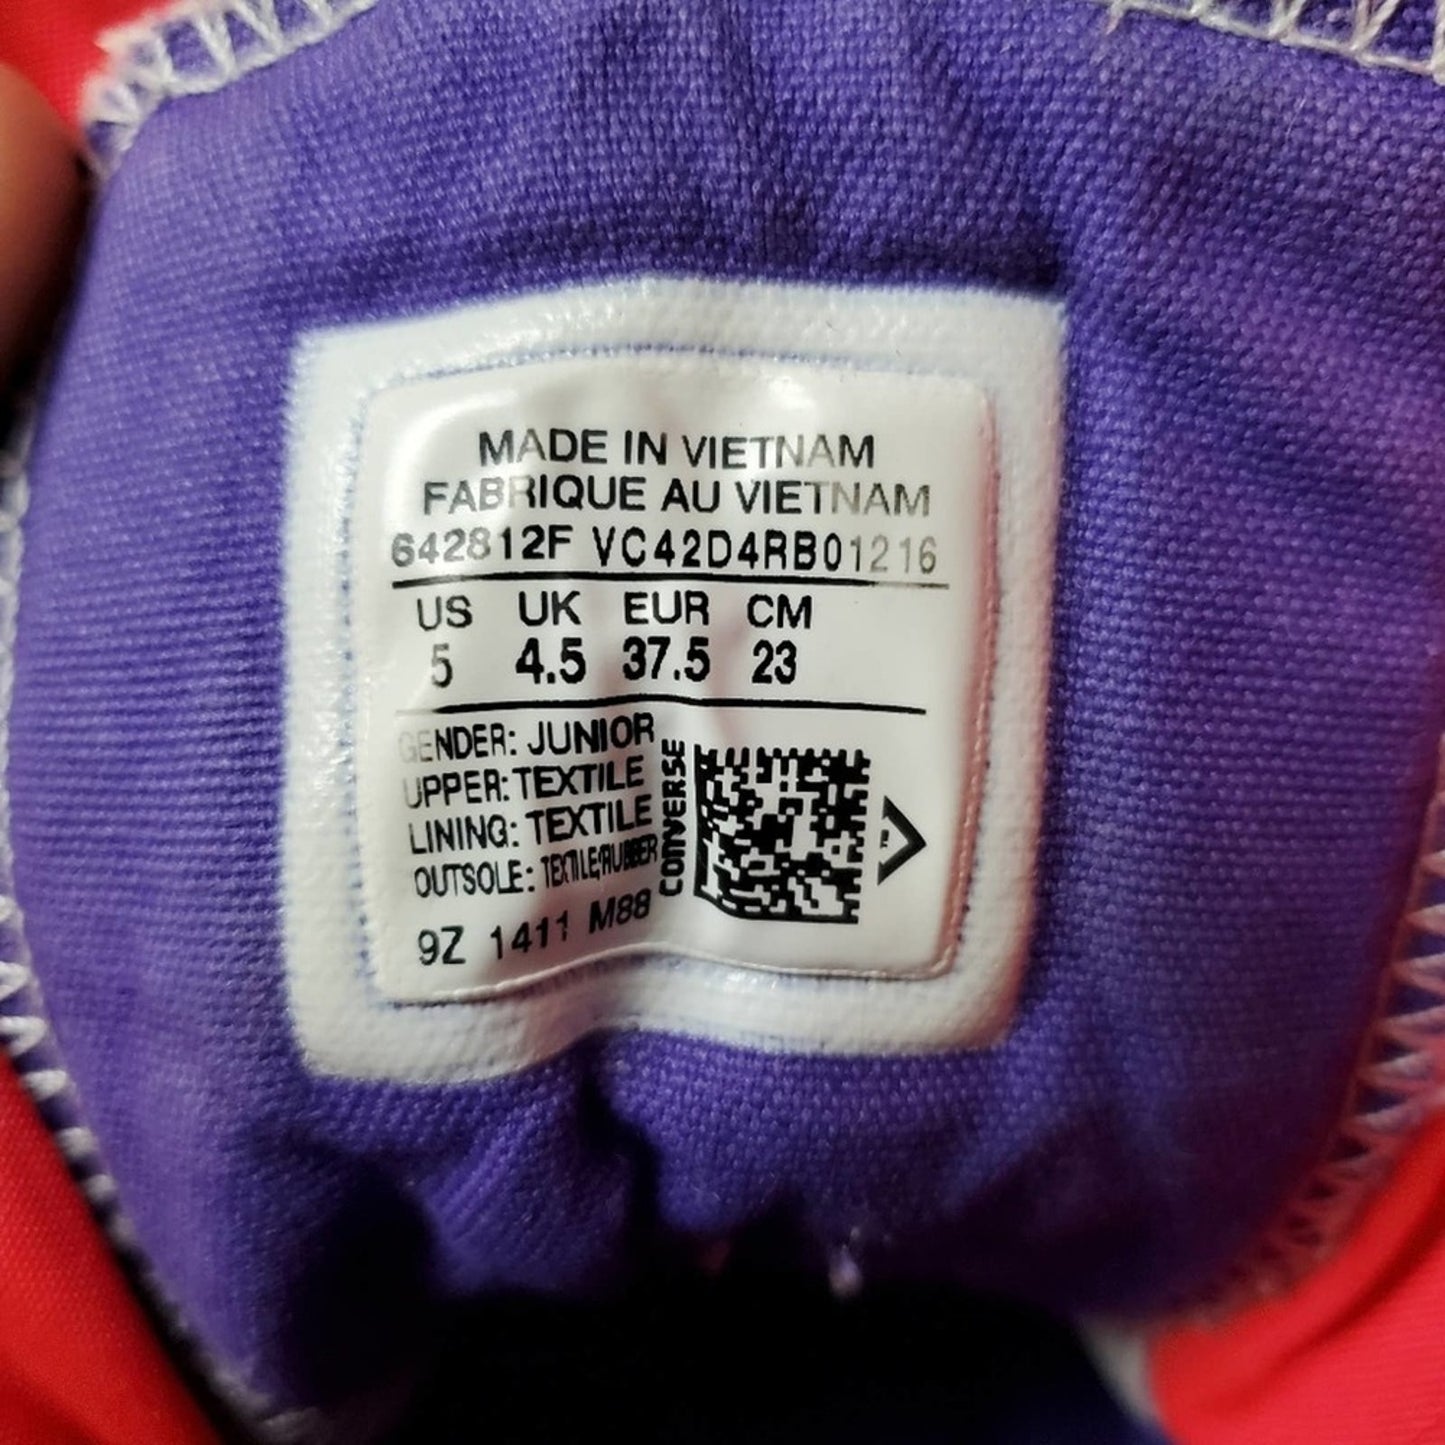 MADE IN VIETNAM
FABRIQUE AU VIETNAM
642812F VC42D4RB01216
US UK EUR CM
5 4.5 37.5 23
GENDER: JUNIOR
UPPER: TEXTILE
LINING: TEXTILE
OUTSOLE: TEXTILE/RUBBER
9Z 1411 M88
CONVERSE